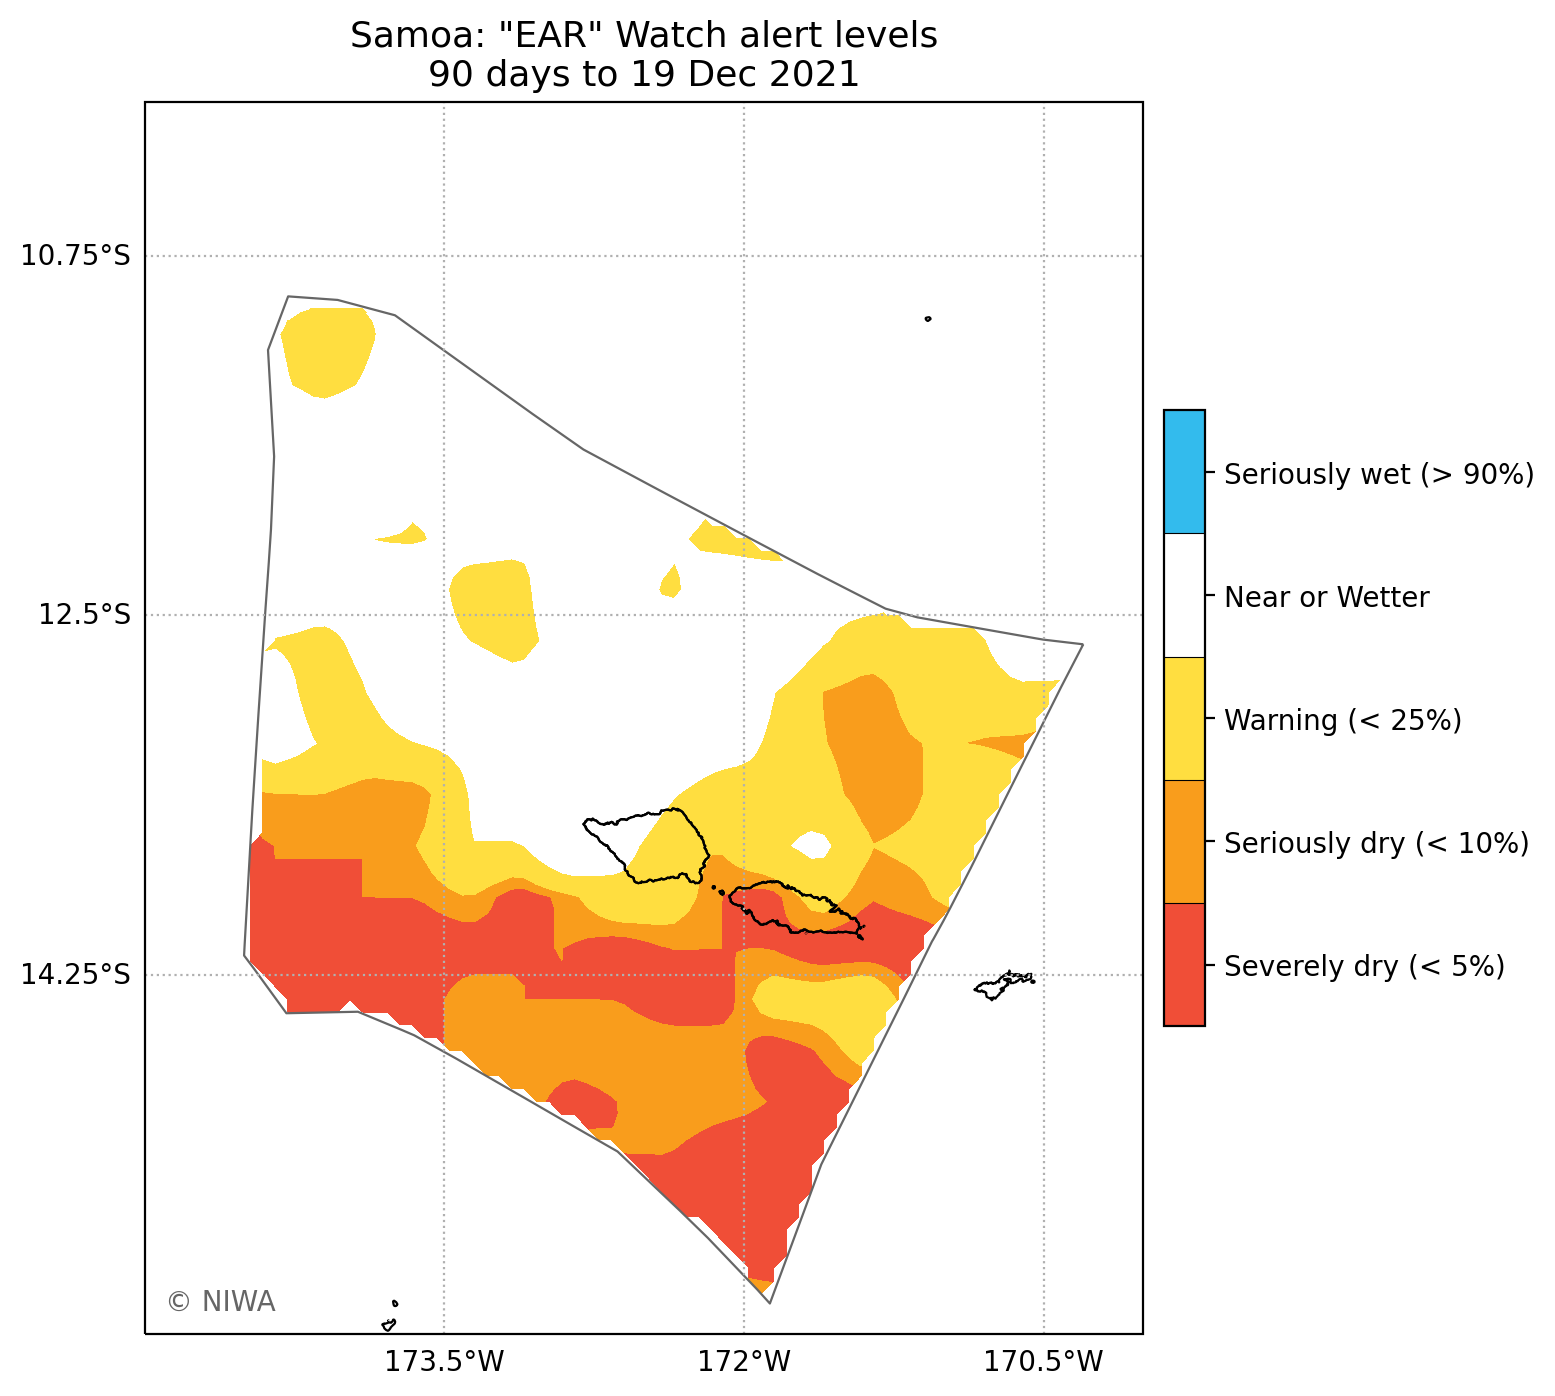 Samoa: "EAR" Watch alert levels
90 days to 19 Dec 2021
10.75°S
12.5°S
14.25°S
173.5°W
172°W
170.5°W
Seriously wet (> 90%)
Near or Wetter
Warning (< 25%)
Seriously dry (< 10%)
Severely dry (< 5%)
© NIWA